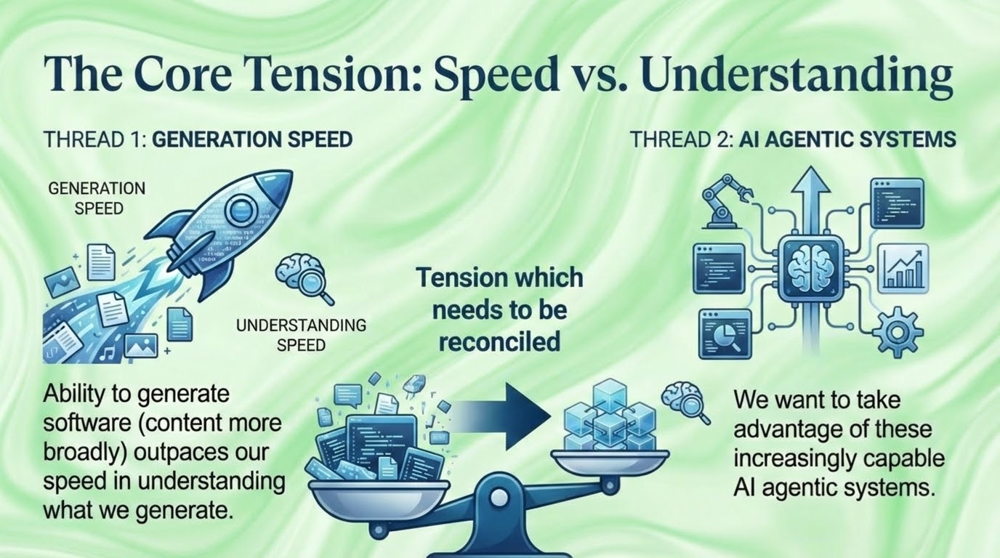 The Core Tension: Speed vs. Understanding
THREAD 1: GENERATION SPEED
GENERATION
SPEED
UNDERSTANDING
SPEED
Ability to generate
software (content more
broadly) outpaces our
speed in understanding
what we generate.
Tension which
needs to be
reconciled
THREAD 2: AI AGENTIC SYSTEMS
We want to take
advantage of these
increasingly capable
AI agentic systems.